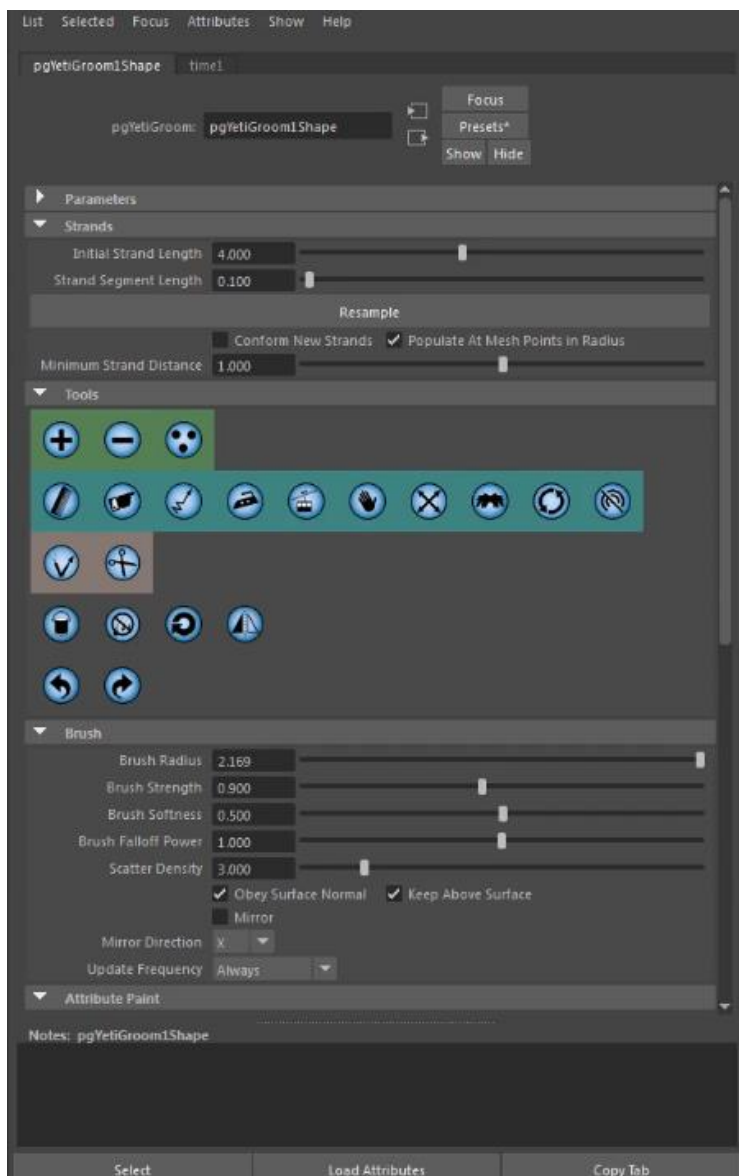 List Selected Focus Attributes Show Help
pgYetiGroom1Shape time1
Focus
pgYetiGroom: pgYetiGroom1Shape Presets*
Show Hide
Parameters
Strands
Initial Strand Length 4.000
Strand Segment Length 0.100
Resample
Conform New Strands Populate At Mesh Points in Radius
Minimum Strand Distance 1.000
Tools
Brush
Brush Radius 2.169
Brush Strength 0.900
Brush Softness 0.500
Brush Falloff Power 1.000
Scatter Density 3.000
Obey Surface Normal Keep Above Surface
Mirror
Mirror Direction X
Update Frequency Always
Attribute Paint
Notes: pgYetiGroom1Shape
Select Load Attributes Copy Tab